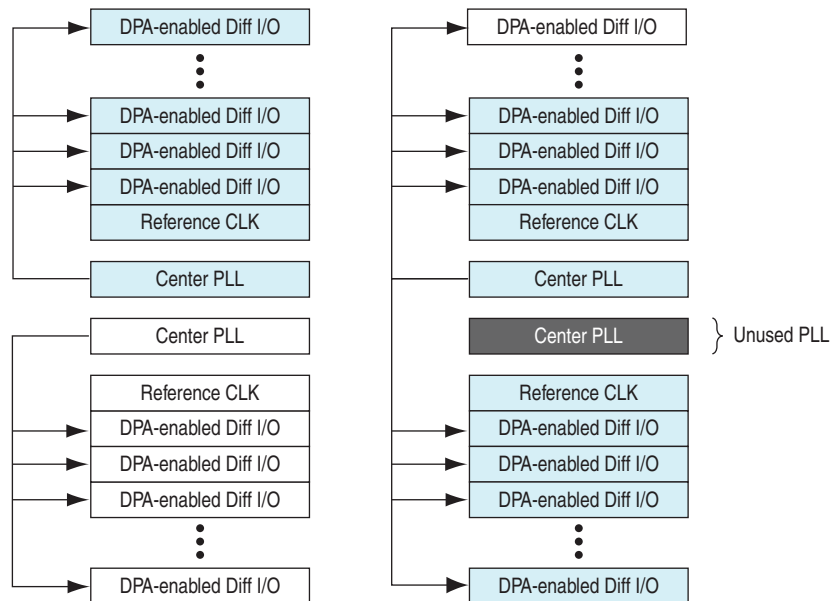 DPA-enabled Diff I/O
DPA-enabled Diff I/O
DPA-enabled Diff I/O
DPA-enabled Diff I/O
Reference CLK
Center PLL
Center PLL
Reference CLK
DPA-enabled Diff I/O
DPA-enabled Diff I/O
DPA-enabled Diff I/O
DPA-enabled Diff I/O
DPA-enabled Diff I/O
DPA-enabled Diff I/O
DPA-enabled Diff I/O
DPA-enabled Diff I/O
Reference CLK
Center PLL
Center PLL
Unused PLL
Reference CLK
DPA-enabled Diff I/O
DPA-enabled Diff I/O
DPA-enabled Diff I/O
DPA-enabled Diff I/O